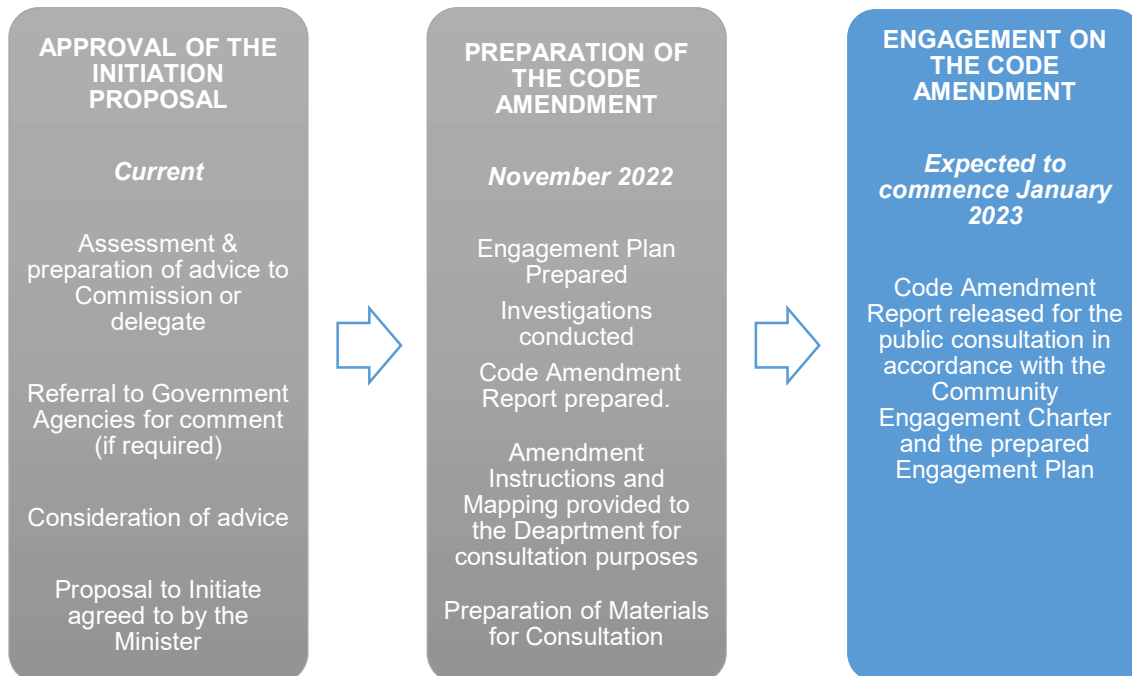 APPROVAL OF THE
INITIATION
PROPOSAL
Current
Assessment &
preparation of advice to
Commission or
delegate
Referral to Government
Agencies for comment
(if required)
Consideration of advice
Proposal to Initiate
agreed to by the
Minister
PREPARATION OF
THE CODE
AMENDMENT
November 2022
Engagement Plan
Prepared
Investigations
conducted
Code Amendment
Report prepared.
Amendment
Instructions and
Mapping provided to
the Deaprtment for
consultation purposes
Preparation of Materials
for Consultation
ENGAGEMENT ON
THE CODE
AMENDMENT
Expected to
commence January
2023
Code Amendment
Report released for the
public consultation in
accordance with the
Community
Engagement Charter
and the prepared
Engagement Plan